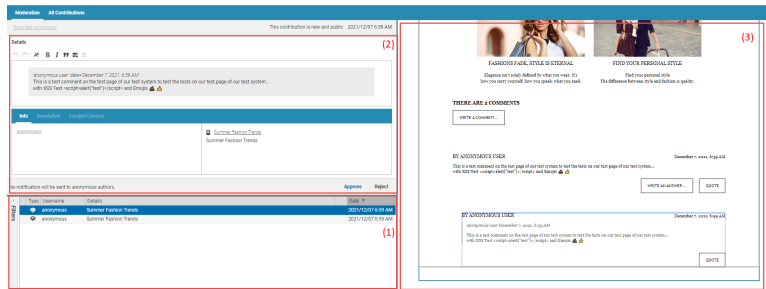 Moderation All Contributions
Show web contribution
This contribution is new and public. 2021/12/07 6:59 AM
Details
(2)
anonymous user date=December 7, 2021, 6:59 AM
This is a test comment on the test page of our test system to test the tests on our test page of our test system...
with XSS Test <script>alert("test")</script> and Emojis 💩 👍
Info Annotation Content Context
anonymous
Summer Fashion Trends
Summer Fashion Trends
No notification will be sent to anonymous authors.
Approve Reject
Filters
Type Username Details Date
anonymous Summer Fashion Trends 2021/12/07 6:59 AM
anonymous Summer Fashion Trends 2021/12/07 6:59 AM
(1)
(3)
FASHIONS FADE, STYLE IS ETERNAL
Elegance isn't solely defined by what you wear. It's
how you carry yourself, how you speak, what you read.
FIND YOUR PERSONAL STYLE
Find your personal style.
The difference between style and fashion is quality.
THERE ARE 2 COMMENTS
WRITE A COMMENT...
BY ANONYMOUS USER December 7, 2021, 6:59 AM
This is a test comment on the test page of our test system to test the tests on our test page of our test system...
with XSS Test <script>alert("test")</script> and Emojis 💩 👍
WRITE AN ANSWER... QUOTE
BY ANONYMOUS USER December 7, 2021, 6:59 AM
anonymous user December 7, 2021, 6:59 AM
This is a test comment on the test page of our test system to test the tests on our test page of our test system...
with XSS Test <script>alert("test")</script> and Emojis 💩 👍
QUOTE